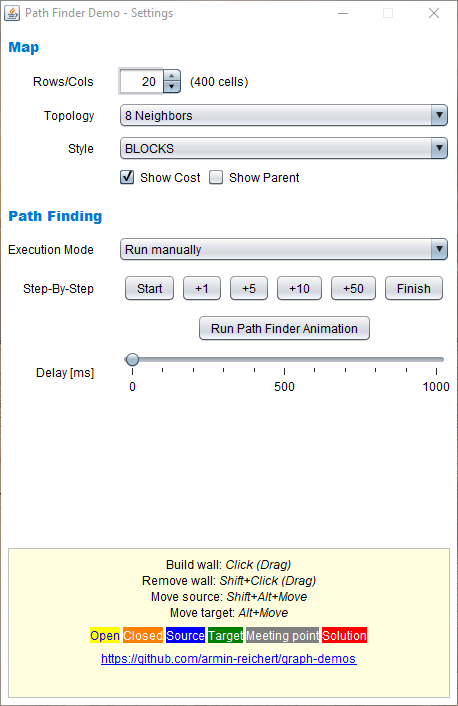 Path Finder Demo - Settings
Map
Rows/Cols 20 (400 cells)
Topology 8 Neighbors
Style BLOCKS
Show Cost Show Parent
Path Finding
Execution Mode Run manually
Step-By-Step Start +1 +5 +10 +50 Finish
Run Path Finder Animation
Delay [ms]
0 500 1000
Build wall: Click (Drag)
Remove wall: Shift+Click (Drag)
Move source: Shift+Alt+Move
Move target: Alt+Move
Open Closed Source Target Meeting point Solution
https://github.com/armin-reichert/graph-demos